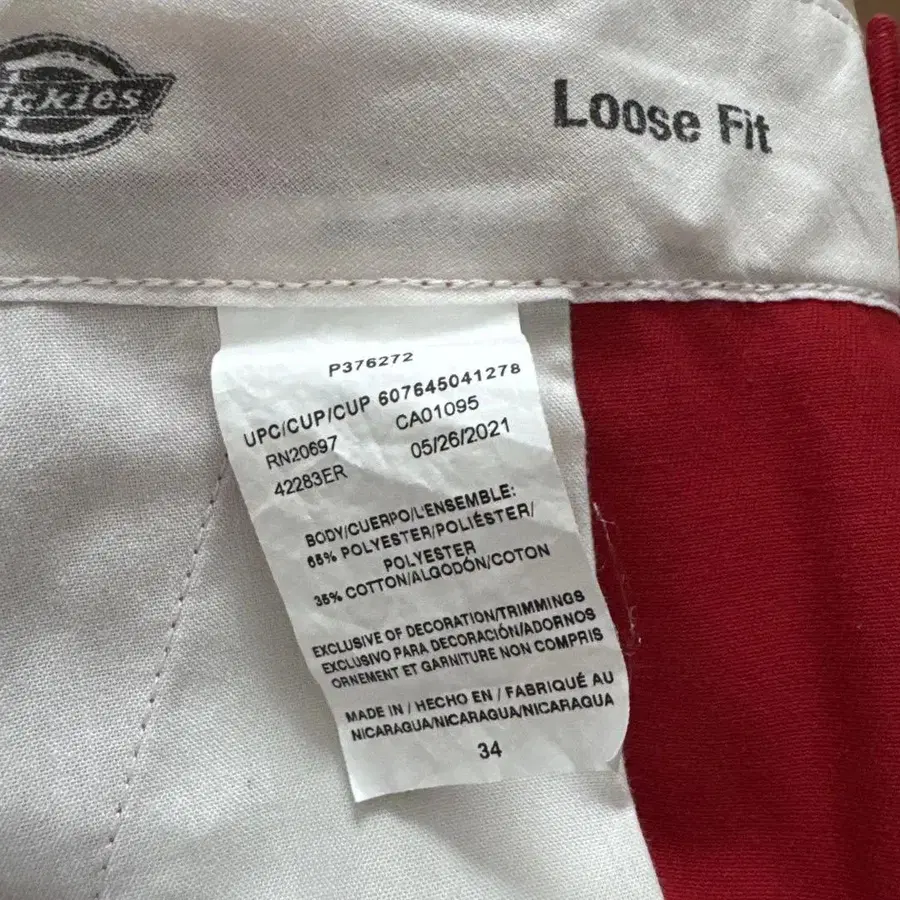 Dickies
Loose Fit
P376272
UPC/CUP/CUP 607645041278
RN20697 CA01095
42283ER 05/26/2021
BODY/CUERPO/L'ENSEMBLE:
65% POLYESTER/POLIÉSTER/
POLYESTER
35% COTTON/ALGODÓN/COTON
EXCLUSIVE OF DECORATION/TRIMMINGS
EXCLUSIVO PARA DECORACIÓN/ADORNOS
ORNEMENT ET GARNITURE NON COMPRIS
MADE IN / HECHO EN / FABRIQUÉ AU
NICARAGUA/NICARAGUA/NICARAGUA
34